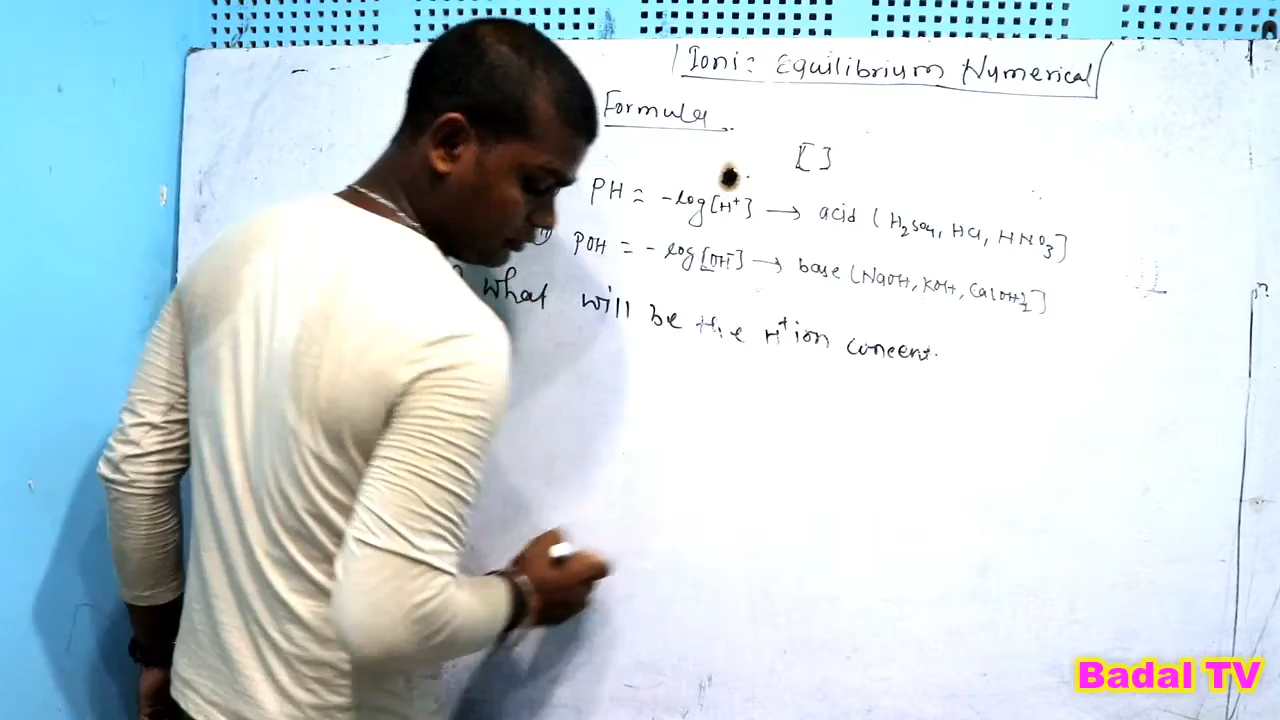 Ionic Equilibrium Numerical
Formula
[ ]
PH = -log[H+] → acid (H2SO4, HCl, HNO3]
POH = -log[OH-] → base (NaOH, KOH, Ca(OH)2]
what will be the H+ ion concent.
Badal TV